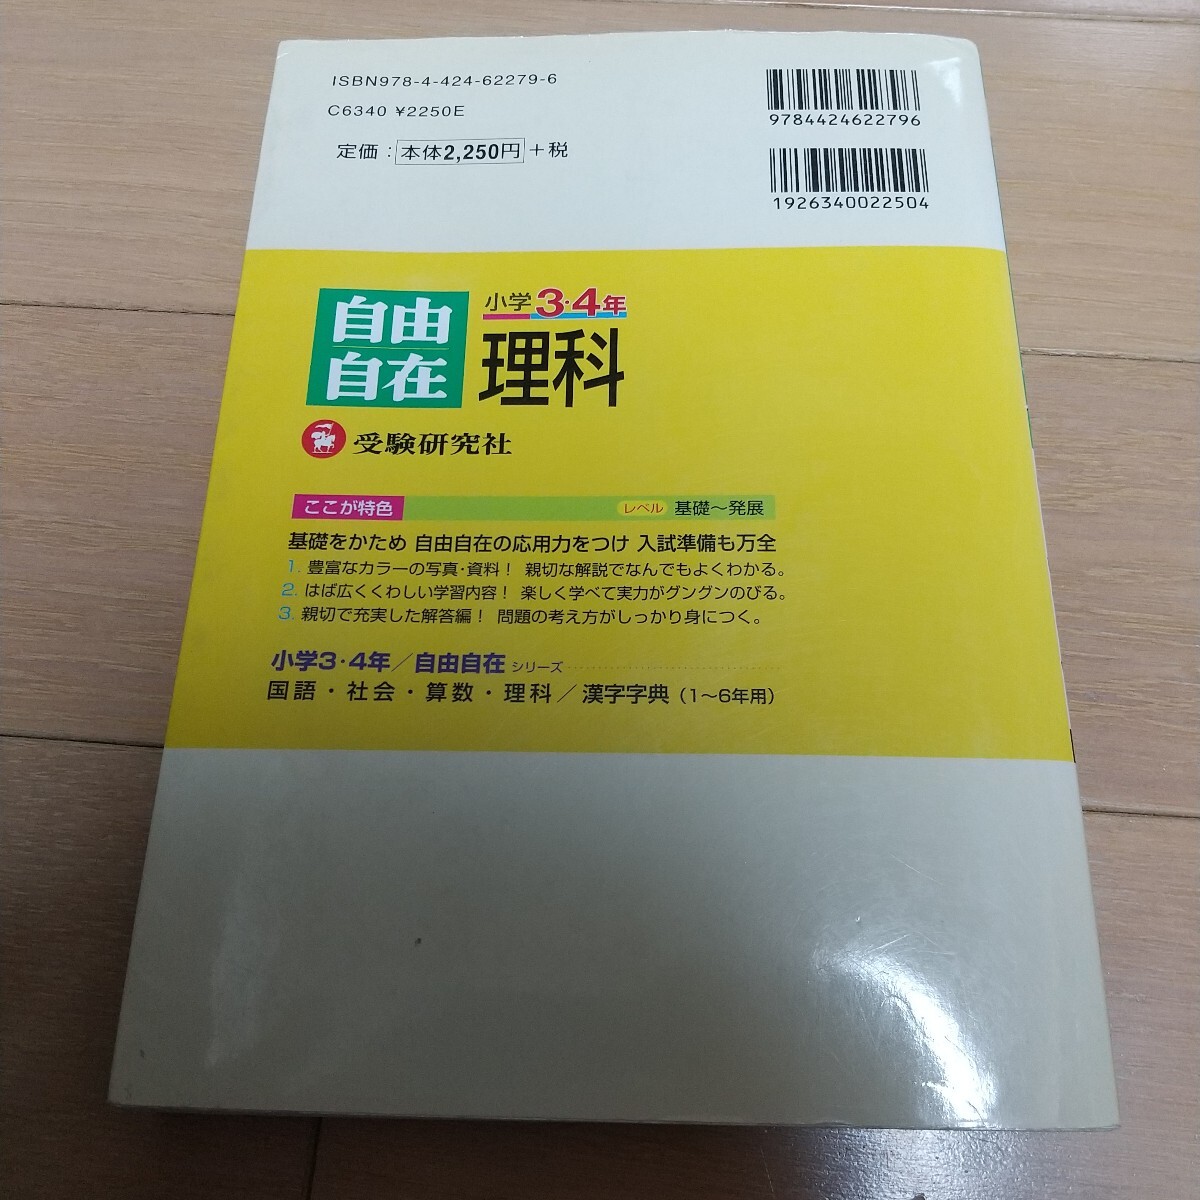 ISBN978-4-424-62279-6
C6340 ¥2250E
定価:本体2,250円+税
9784424622796
1926340022504
自由
自在
小学3・4年
理科
受験研究社
ここが特色
レベル 基礎～発展
基礎をかため 自由自在の応用力をつけ 入試準備も万全
1. 豊富なカラーの写真・資料! 親切な解説でなんでもよくわかる。
2. はば広くくわしい学習内容! 楽しく学べて実力がグングンのびる。
3. 親切で充実した解答編! 問題の考え方がしっかり身につく。
小学3・4年/自由自在シリーズ
国語・社会・算数・理科/漢字字典(1～6年用)